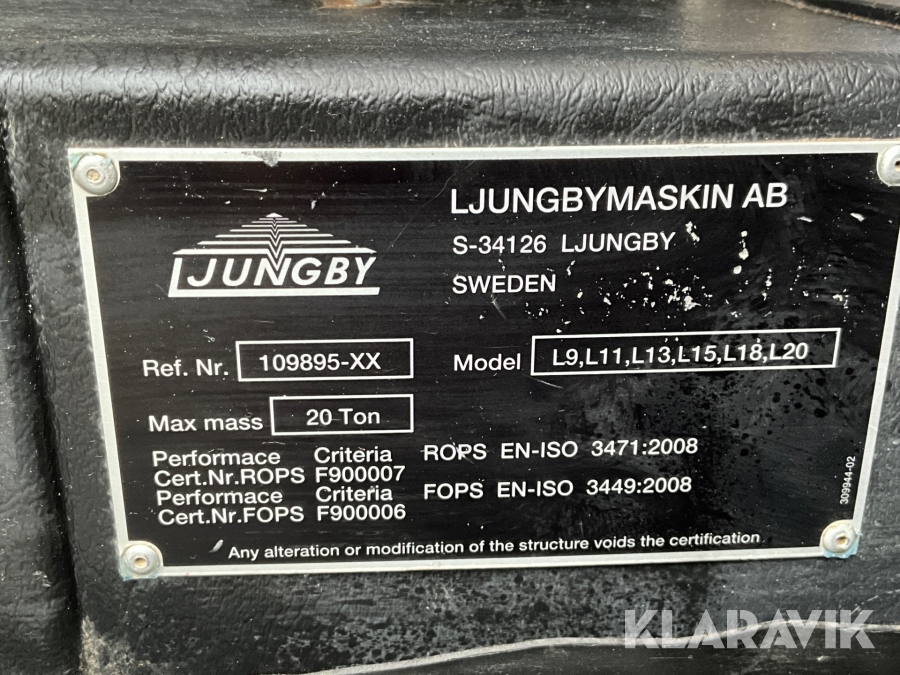 LJUNGBY
LJUNGBYMASKIN AB
S-34126 LJUNGBY
SWEDEN
Ref. Nr. 109895-XX
Model L9,L11,L13,L15,L18,L20
Max mass 20 Ton
Performace Criteria ROPS EN-ISO 3471:2008
Cert.Nr.ROPS F900007
Performace Criteria FOPS EN-ISO 3449:2008
Cert.Nr.FOPS F900006
309944-02
Any alteration or modification of the structure voids the certification
KLARAVIK